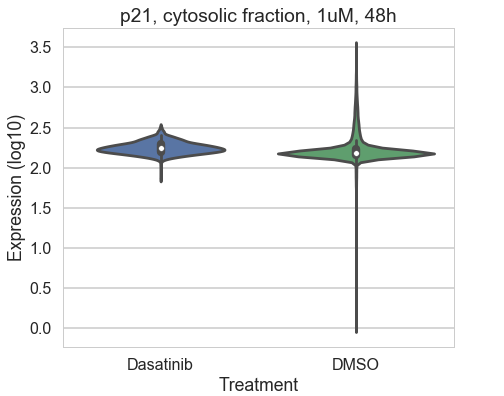 p21, cytosolic fraction, 1uM, 48h
Expression (log10)
3.5
3.0
2.5
2.0
1.5
1.0
0.5
0.0
Dasatinib
DMSO
Treatment